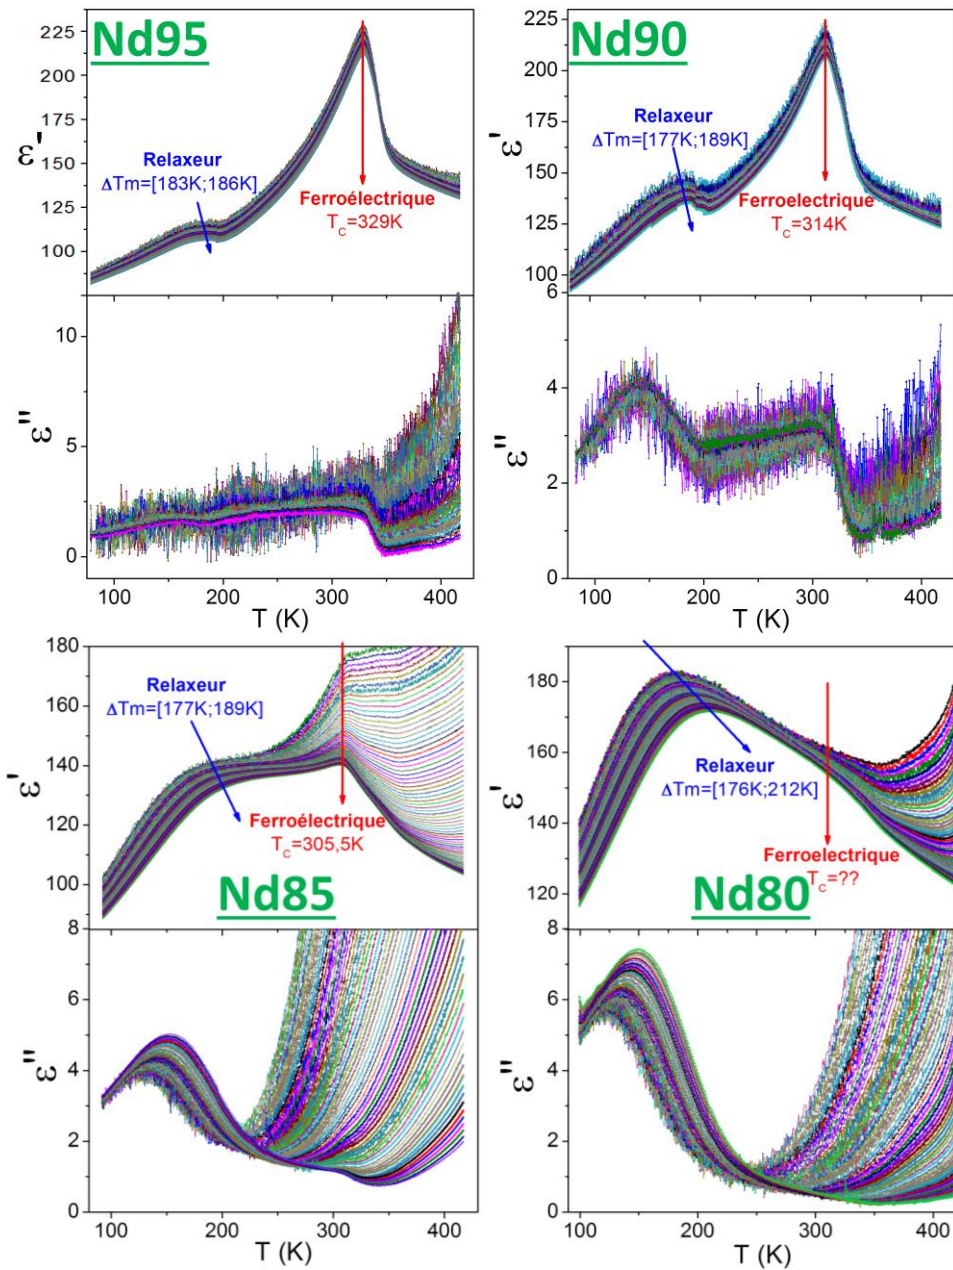 Nd95
225
200
175
150
125
100
ε'
Relaxeur
ΔTm=[183K;186K]
Ferroélectrique
T_C=329K
10
5
0
ε''
100 200 300 400
T (K)
Nd90
225
200
175
150
125
100
ε'
Relaxeur
ΔTm=[177K;189K]
Ferroélectrique
T_C=314K
6
4
2
0
ε''
100 200 300 400
T (K)
180
160
140
120
100
ε'
Relaxeur
ΔTm=[177K;189K]
Ferroélectrique
T_C=305,5K
Nd85
8
6
4
2
0
ε''
100 200 300 400
T (K)
180
160
140
120
ε'
Relaxeur
ΔTm=[176K;212K]
Ferroelectrique
T_C=??
Nd80
8
6
4
2
0
ε''
100 200 300 400
T (K)